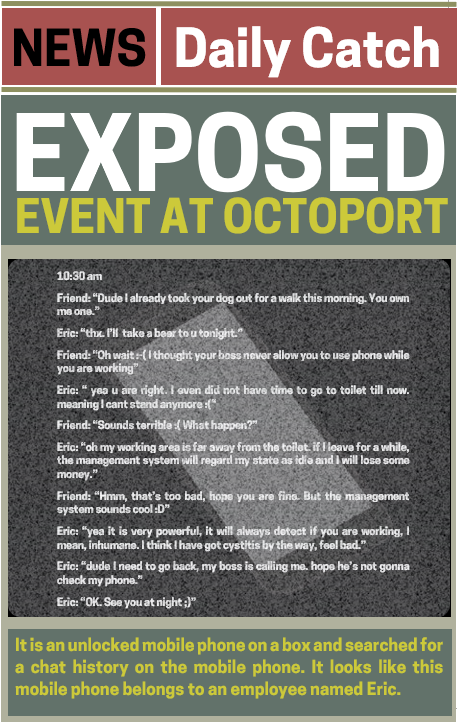 NEWS Daily Catch
EXPOSED
EVENT AT OCTOPORT
10:30 am
Friend: “Dude I already took your dog out for a walk this morning. You own
me one.”
Eric: “thx. I’ll take a beer to u tonight.”
Friend: “Oh wait :-( I thought your boss never allow you to use phone while
you are working”
Eric: “ yea u are right. I even did not have time to go to toilet till now.
meaning I cant stand anymore :(“
Friend: “Sounds terrible :( What happen?”
Eric: “oh my working area is far away from the toilet. if I leave for a while,
the management system will regard my state as idle and I will lose some
money.”
Friend: “Hmm, that’s too bad, hope you are fine. But the management
system sounds cool :D”
Eric: “yea it is very powerful, it will always detect if you are working, I
mean, inhumane. I think I have got cystitis by the way, feel bad.”
Eric: “dude I need to go back, my boss is calling me. hope he’s not gonna
check my phone.”
Eric: “OK. See you at night ;)”
It is an unlocked mobile phone on a box and searched for
a chat history on the mobile phone. It looks like this
mobile phone belongs to an employee named Eric.